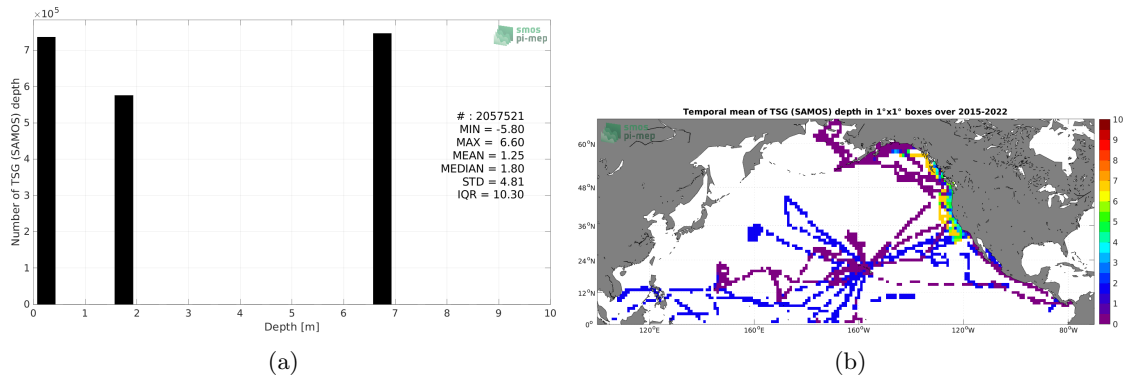 ×10⁵
smos
pi-mep
7
6
5
4
3
2
1
0
Number of TSG (SAMOS) depth
# : 2057521
MIN = -5.80
MAX = 6.60
MEAN = 1.25
MEDIAN = 1.80
STD = 4.81
IQR = 10.30
0 1 2 3 4 5 6 7 8 9 10
Depth [m]
(a)
Temporal mean of TSG (SAMOS) depth in 1°x1° boxes over 2015-2022
smos
pi-mep
60°N
48°N
36°N
24°N
12°N
0°
120°E 160°E 160°W 120°W 80°W
10
9
8
7
6
5
4
3
2
1
0
(b)